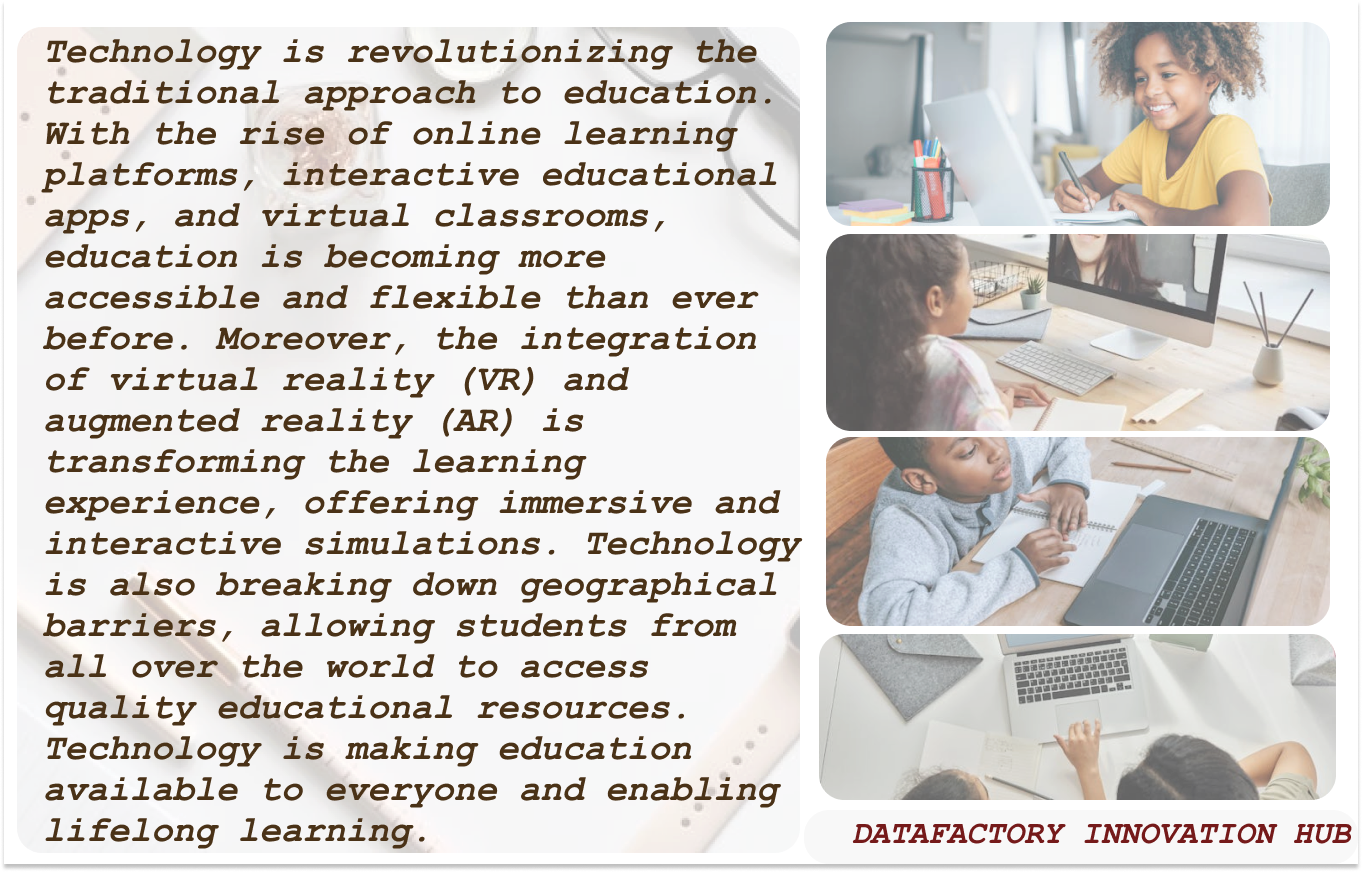 Technology is revolutionizing the
traditional approach to education.
With the rise of online learning
platforms, interactive educational
apps, and virtual classrooms,
education is becoming more
accessible and flexible than ever
before. Moreover, the integration
of virtual reality (VR) and
augmented reality (AR) is
transforming the learning
experience, offering immersive and
interactive simulations. Technology
is also breaking down geographical
barriers, allowing students from
all over the world to access
quality educational resources.
Technology is making education
available to everyone and enabling
lifelong learning.
DATAFACTORY INNOVATION HUB